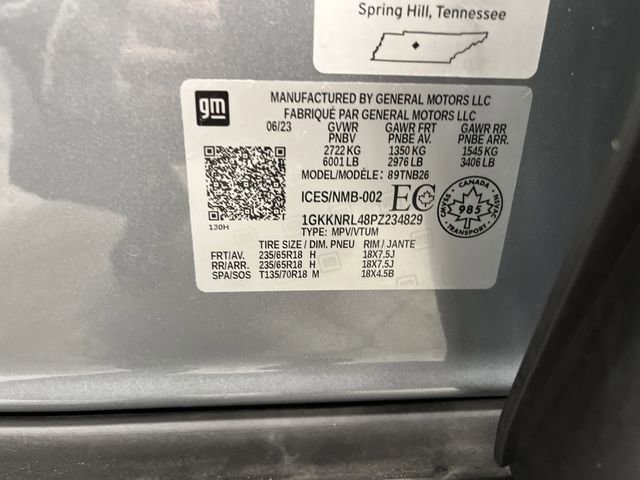 Spring Hill, Tennessee
gm
MANUFACTURED BY GENERAL MOTORS LLC
FABRIQUÉ PAR GENERAL MOTORS LLC
06/23 GVWR GAWR FRT GAWR RR
PNBV PNBE AV. PNBE ARR.
2722 KG 1350 KG 1545 KG
6001 LB 2976 LB 3406 LB
MODEL/MODÈLE: 89TNB26
ICES/NMB-002 EC
CANADA
CMVSS NSVAC
985
TRANSPORT
1GKKNRL48PZ234829
130H
TYPE: MPV/VTUM
TIRE SIZE / DIM. PNEU RIM / JANTE
FRT/AV. 235/65R18 H 18X7.5J
RR/ARR. 235/65R18 H 18X7.5J
SPA/SOS T135/70R18 M 18X4.5B